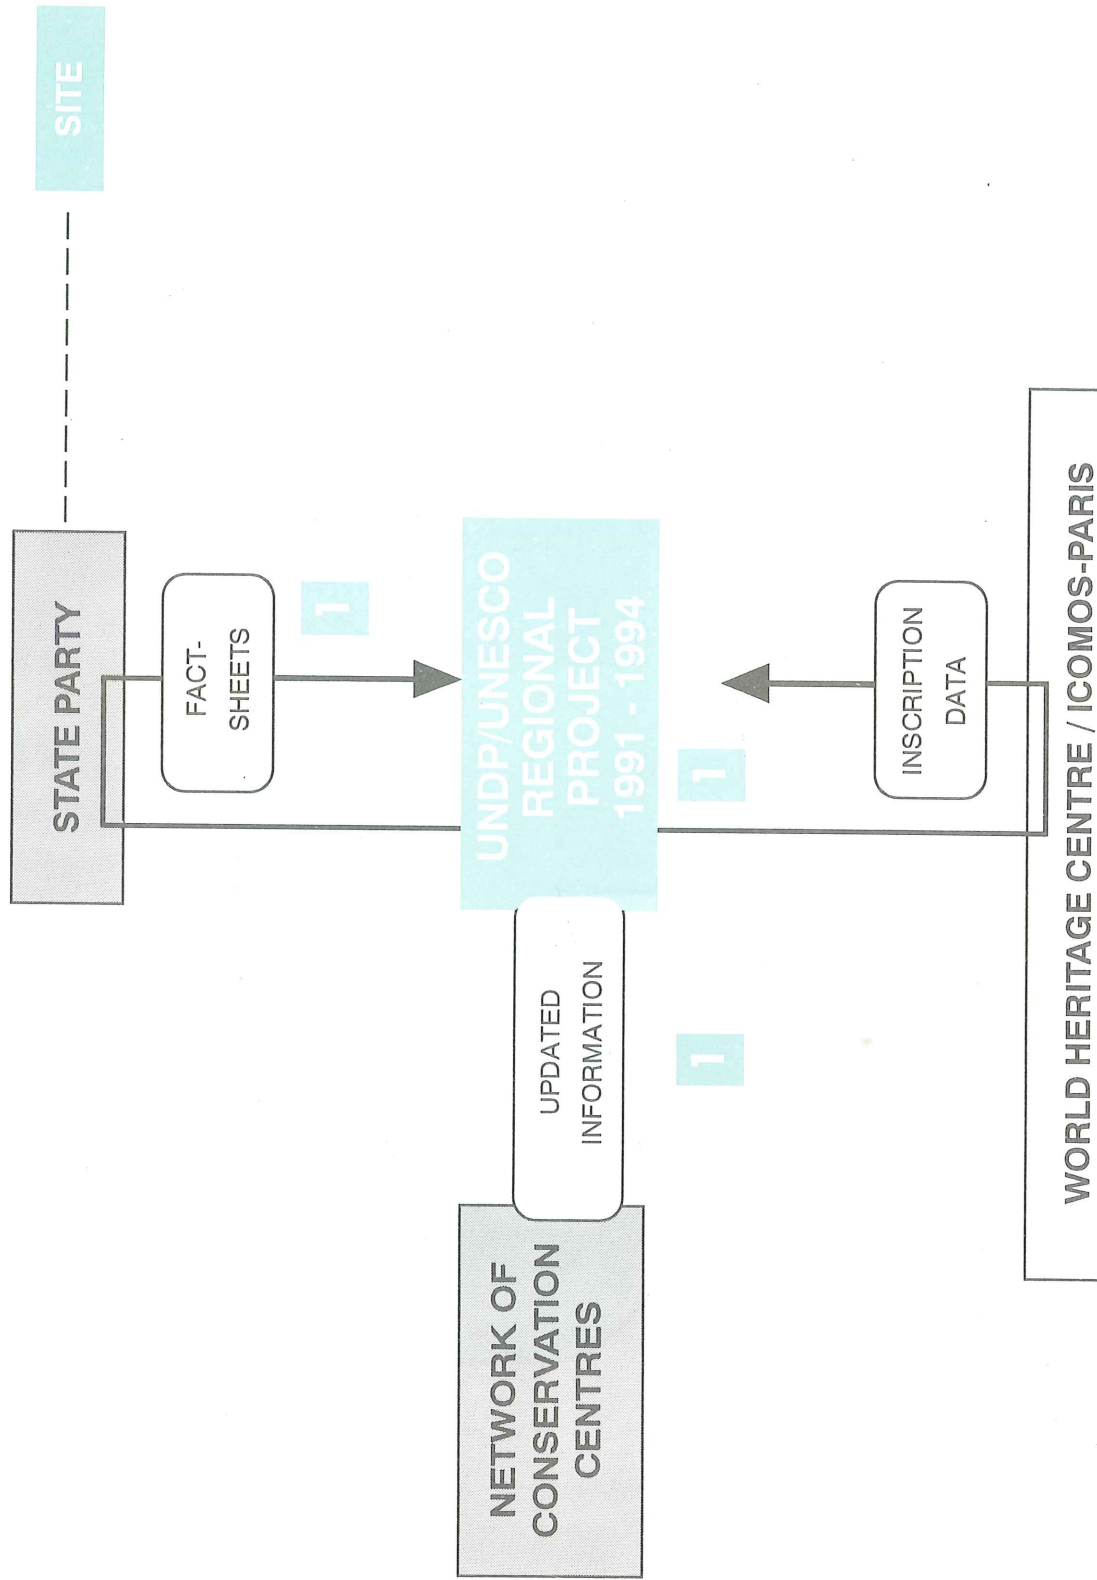 STATE PARTY
SITE
FACT-
SHEETS
1
NETWORK OF
CONSERVATION
CENTRES
UPDATED
INFORMATION
UNDP/UNESCO
REGIONAL
PROJECT
1991 - 1994
1
1
INSCRIPTION
DATA
WORLD HERITAGE CENTRE / ICOMOS-PARIS